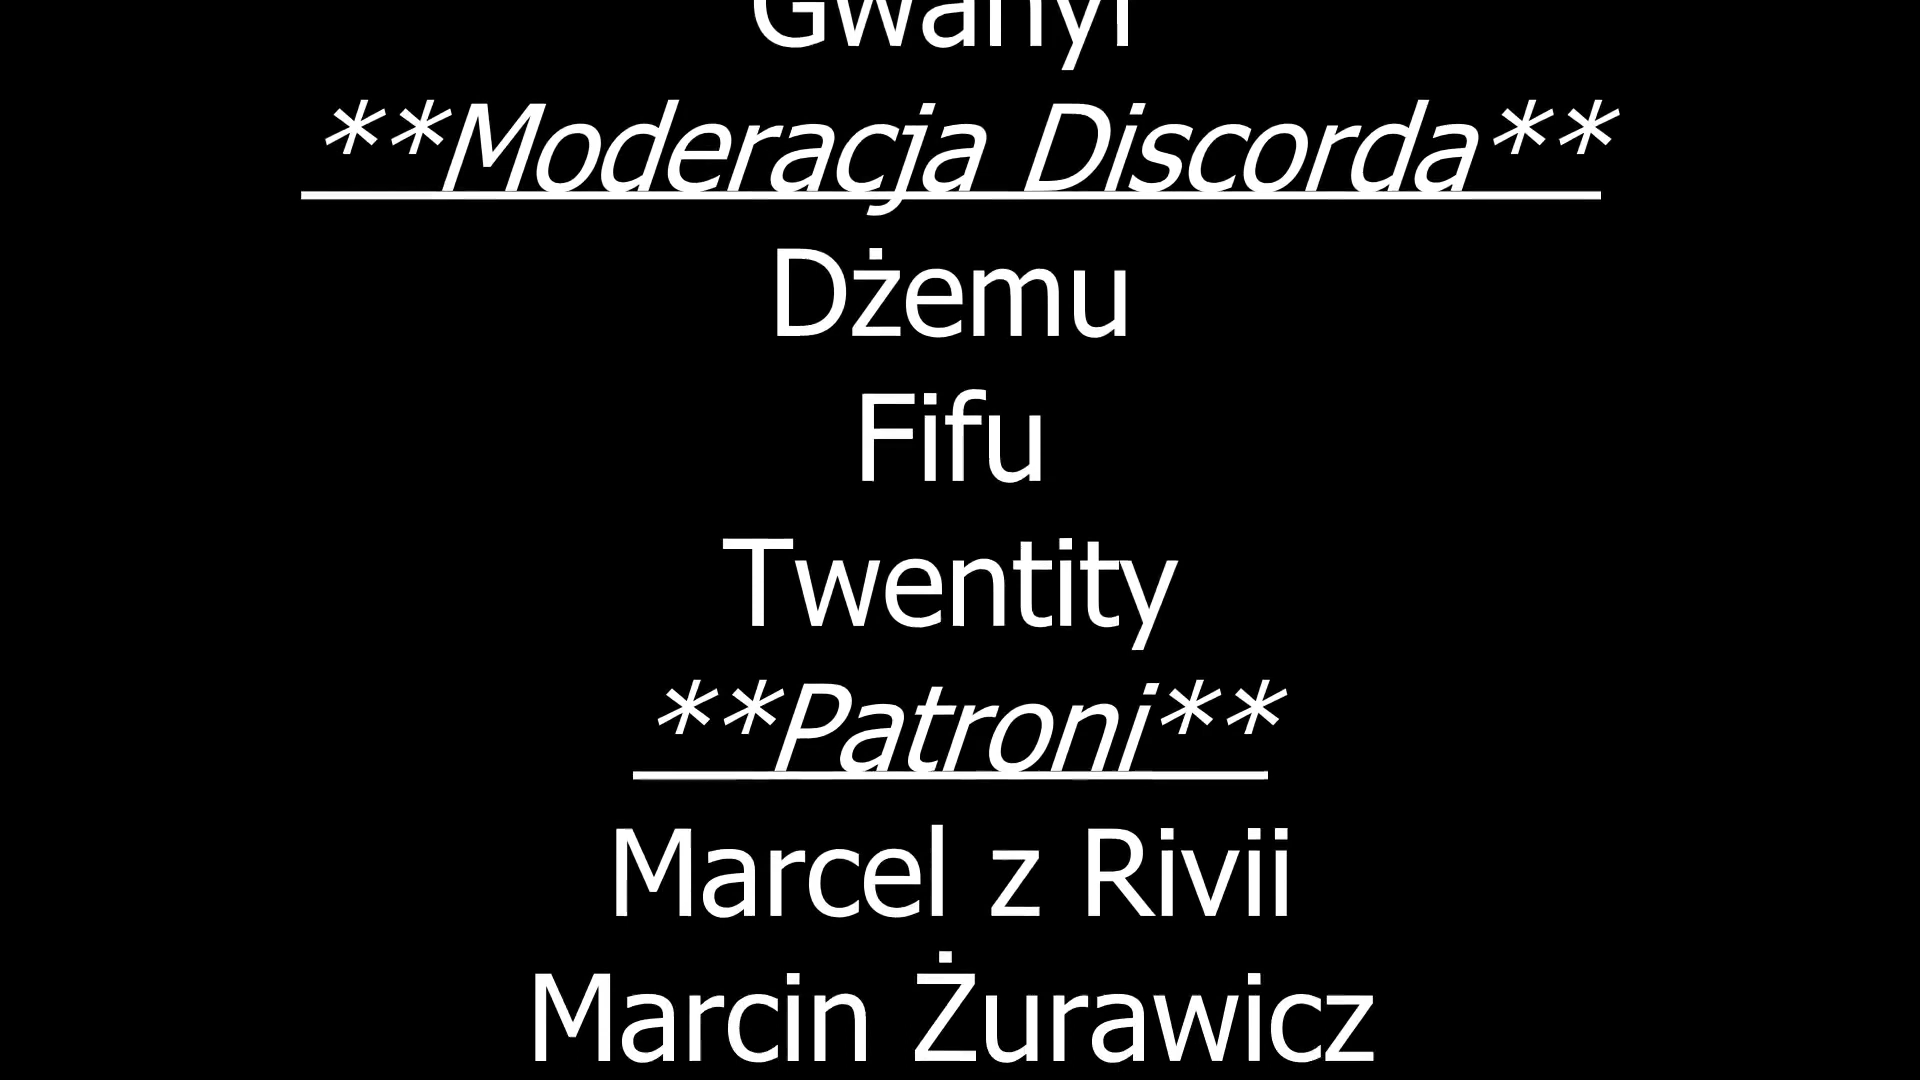 **Moderacja Discorda**
Dżemu
Fifu
Twentity
**Patroni**
Marcel z Rivii
Marcin Żurawicz